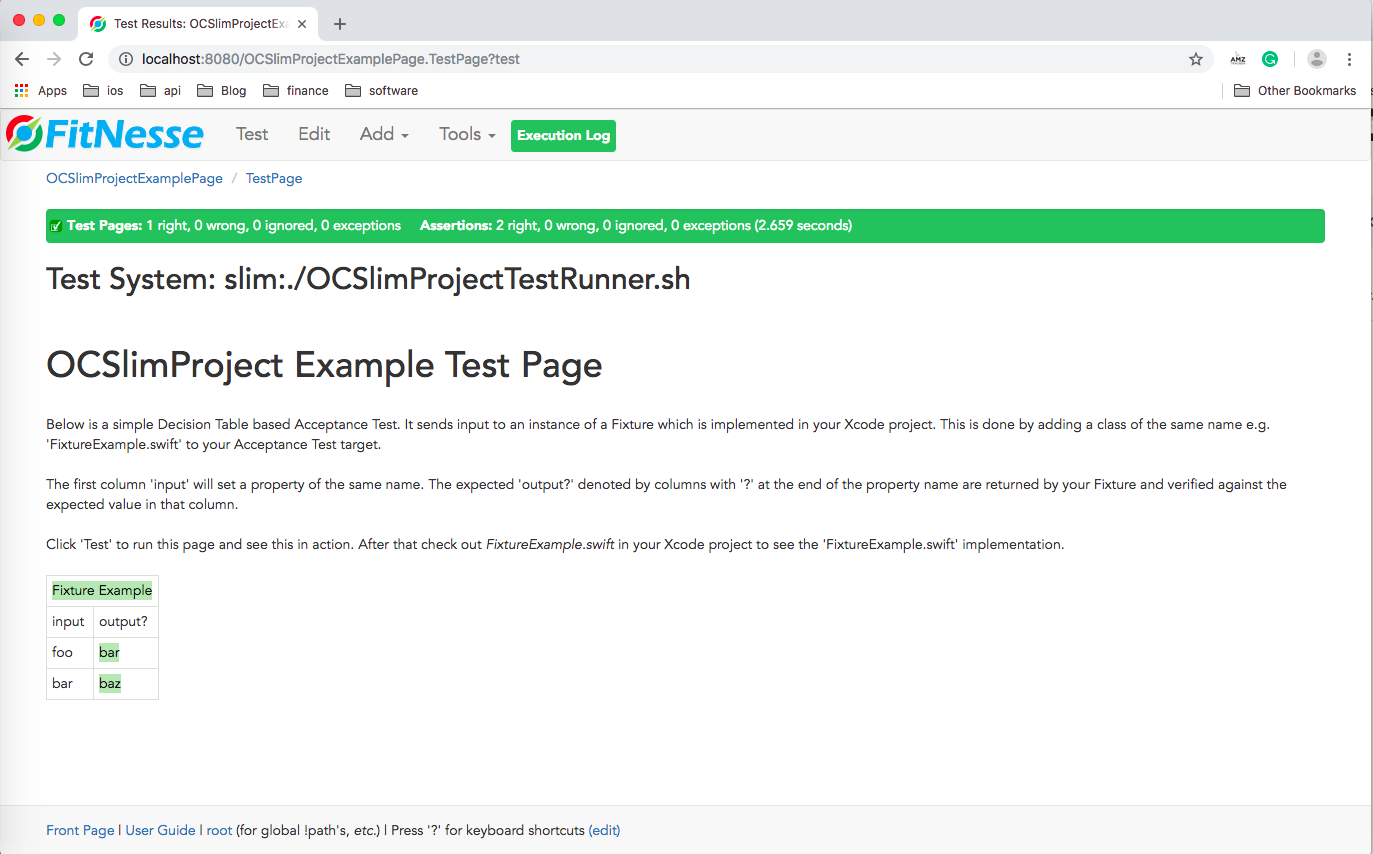 Test Results: OCSlimProjectExa
localhost:8080/OCSlimProjectExamplePage.TestPage?test
AMZ
Apps ios api Blog finance software Other Bookmarks
FitNesse Test Edit Add Tools Execution Log
OCSlimProjectExamplePage / TestPage
Test Pages: 1 right, 0 wrong, 0 ignored, 0 exceptions Assertions: 2 right, 0 wrong, 0 ignored, 0 exceptions (2.659 seconds)
Test System: slim:./OCSlimProjectTestRunner.sh
OCSlimProject Example Test Page
Below is a simple Decision Table based Acceptance Test. It sends input to an instance of a Fixture which is implemented in your Xcode project. This is done by adding a class of the same name e.g.
'FixtureExample.swift' to your Acceptance Test target.
The first column 'input' will set a property of the same name. The expected 'output?' denoted by columns with '?' at the end of the property name are returned by your Fixture and verified against the
expected value in that column.
Click 'Test' to run this page and see this in action. After that check out FixtureExample.swift in your Xcode project to see the 'FixtureExample.swift' implementation.
Fixture Example
input output?
foo bar
bar baz
Front Page | User Guide | root (for global !path's, etc.) | Press '?' for keyboard shortcuts (edit)